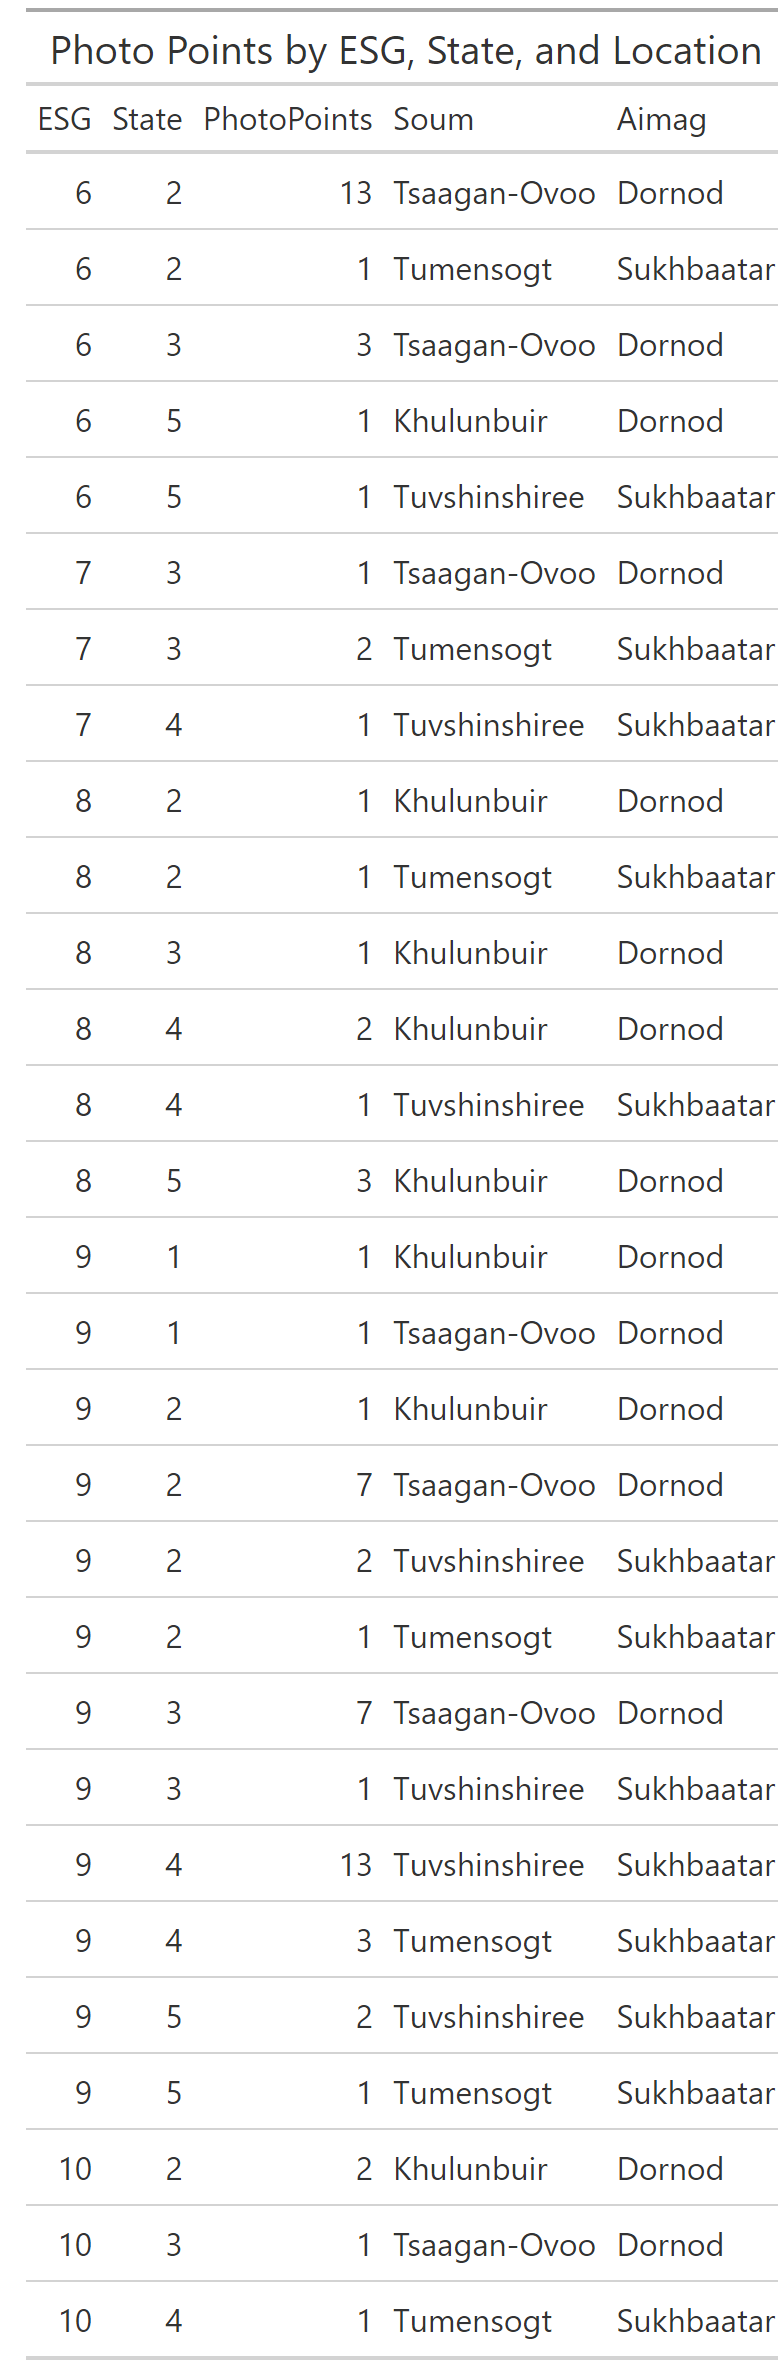 Photo Points by ESG, State, and Location
ESG State PhotoPoints Soum Aimag
6 2 13 Tsaagan-Ovoo Dornod
6 2 1 Tumensogt Sukhbaatar
6 3 3 Tsaagan-Ovoo Dornod
6 5 1 Khulunbuir Dornod
6 5 1 Tuvshinshiree Sukhbaatar
7 3 1 Tsaagan-Ovoo Dornod
7 3 2 Tumensogt Sukhbaatar
7 4 1 Tuvshinshiree Sukhbaatar
8 2 1 Khulunbuir Dornod
8 2 1 Tumensogt Sukhbaatar
8 3 1 Khulunbuir Dornod
8 4 2 Khulunbuir Dornod
8 4 1 Tuvshinshiree Sukhbaatar
8 5 3 Khulunbuir Dornod
9 1 1 Khulunbuir Dornod
9 1 1 Tsaagan-Ovoo Dornod
9 2 1 Khulunbuir Dornod
9 2 7 Tsaagan-Ovoo Dornod
9 2 2 Tuvshinshiree Sukhbaatar
9 2 1 Tumensogt Sukhbaatar
9 3 7 Tsaagan-Ovoo Dornod
9 3 1 Tuvshinshiree Sukhbaatar
9 4 13 Tuvshinshiree Sukhbaatar
9 4 3 Tumensogt Sukhbaatar
9 5 2 Tuvshinshiree Sukhbaatar
9 5 1 Tumensogt Sukhbaatar
10 2 2 Khulunbuir Dornod
10 3 1 Tsaagan-Ovoo Dornod
10 4 1 Tumensogt Sukhbaatar